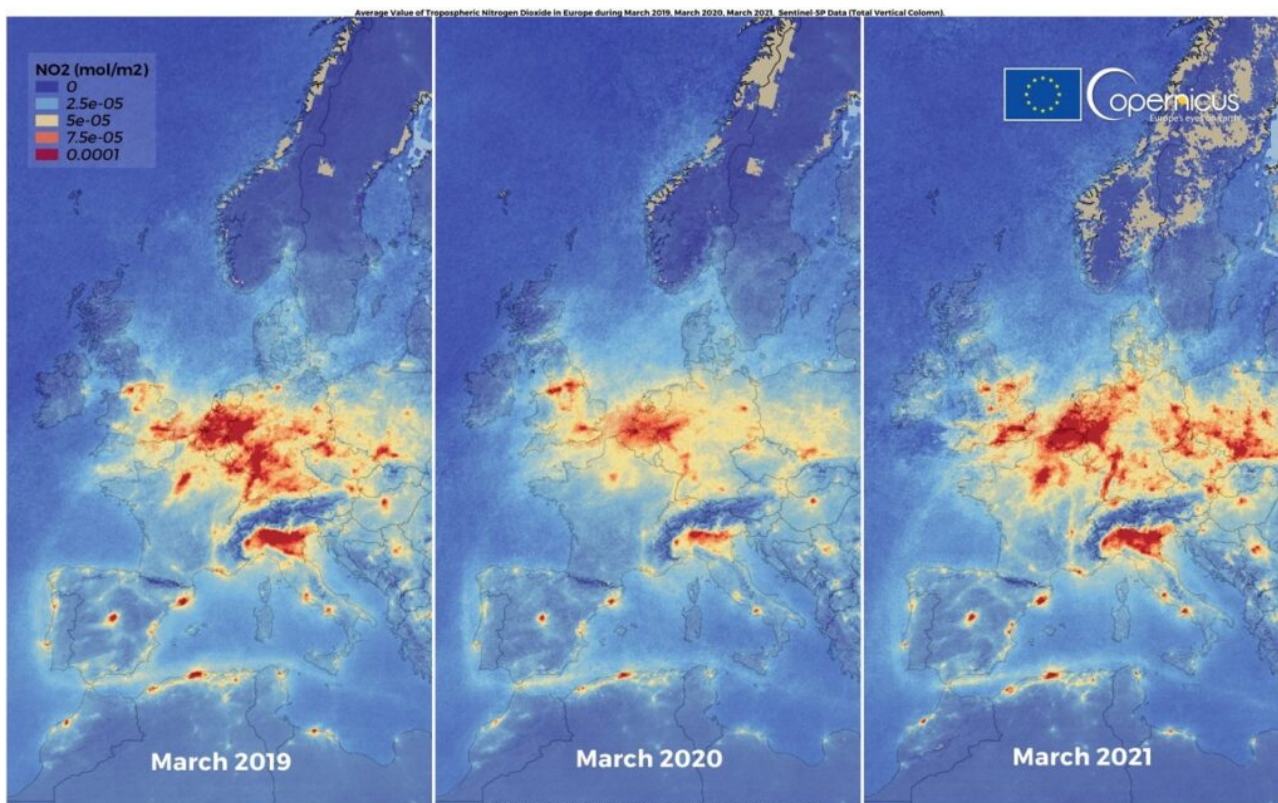 Average Value of Tropospheric Nitrogen Dioxide in Europe during March 2019, March 2020, March 2021, Sentinel-5P Data (Total Vertical Colomn).
NO2 (mol/m2)
0
2.5e-05
5e-05
7.5e-05
0.0001
Copernicus
Europe's eyes on Earth
March 2019
March 2020
March 2021